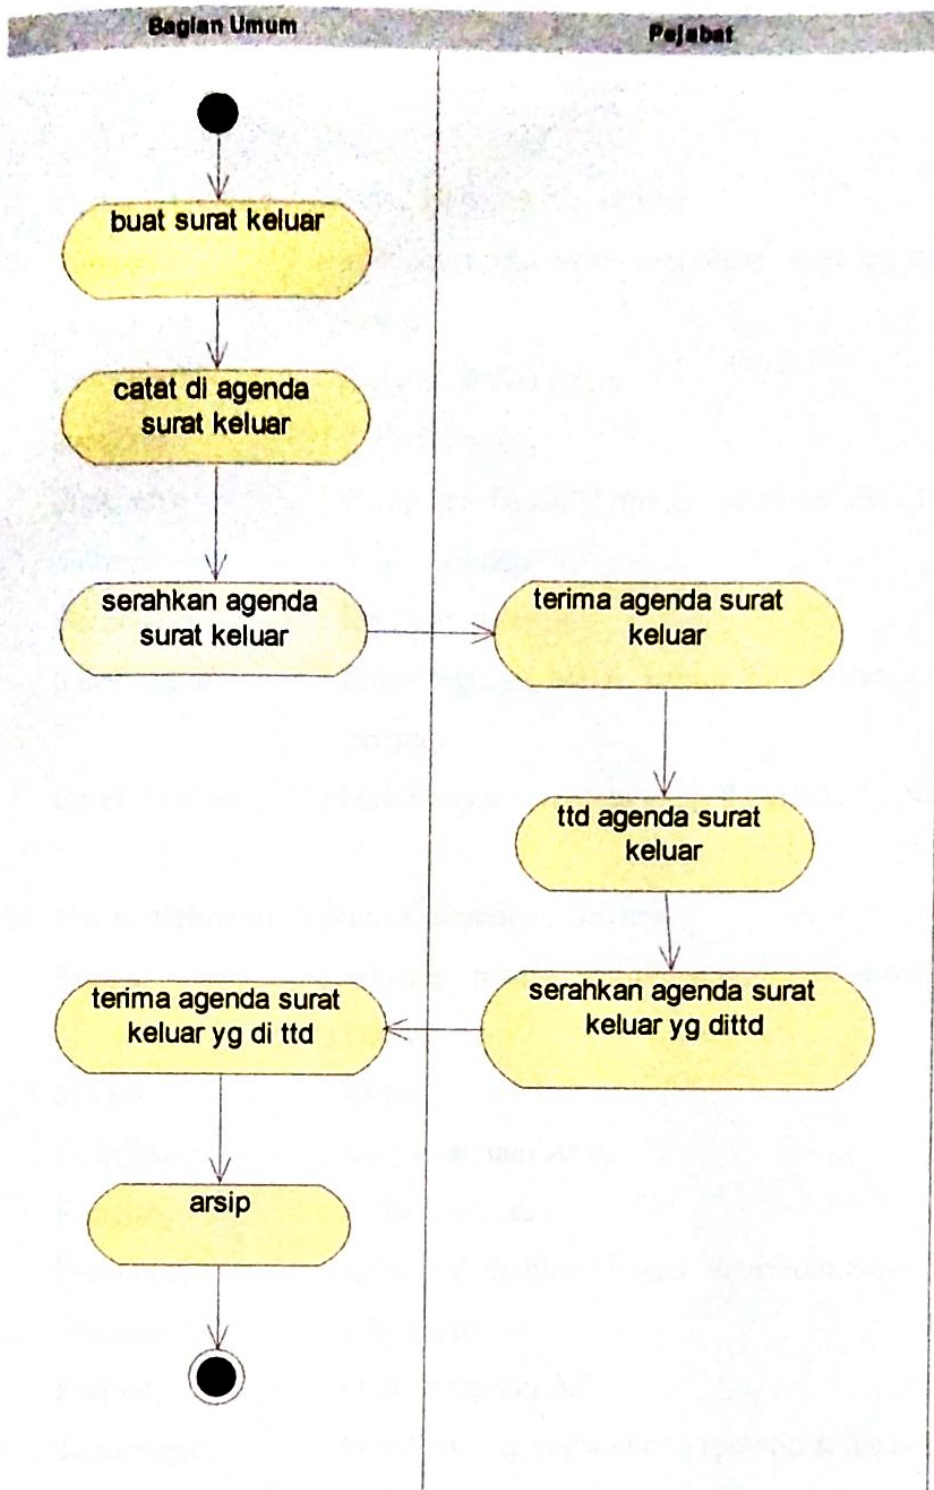 Bagian Umum
Pejabat
buat surat keluar
catat di agenda
surat keluar
serahkan agenda
surat keluar
terima agenda surat
keluar
ttd agenda surat
keluar
serahkan agenda surat
keluar yg dittd
terima agenda surat
keluar yg di ttd
arsip